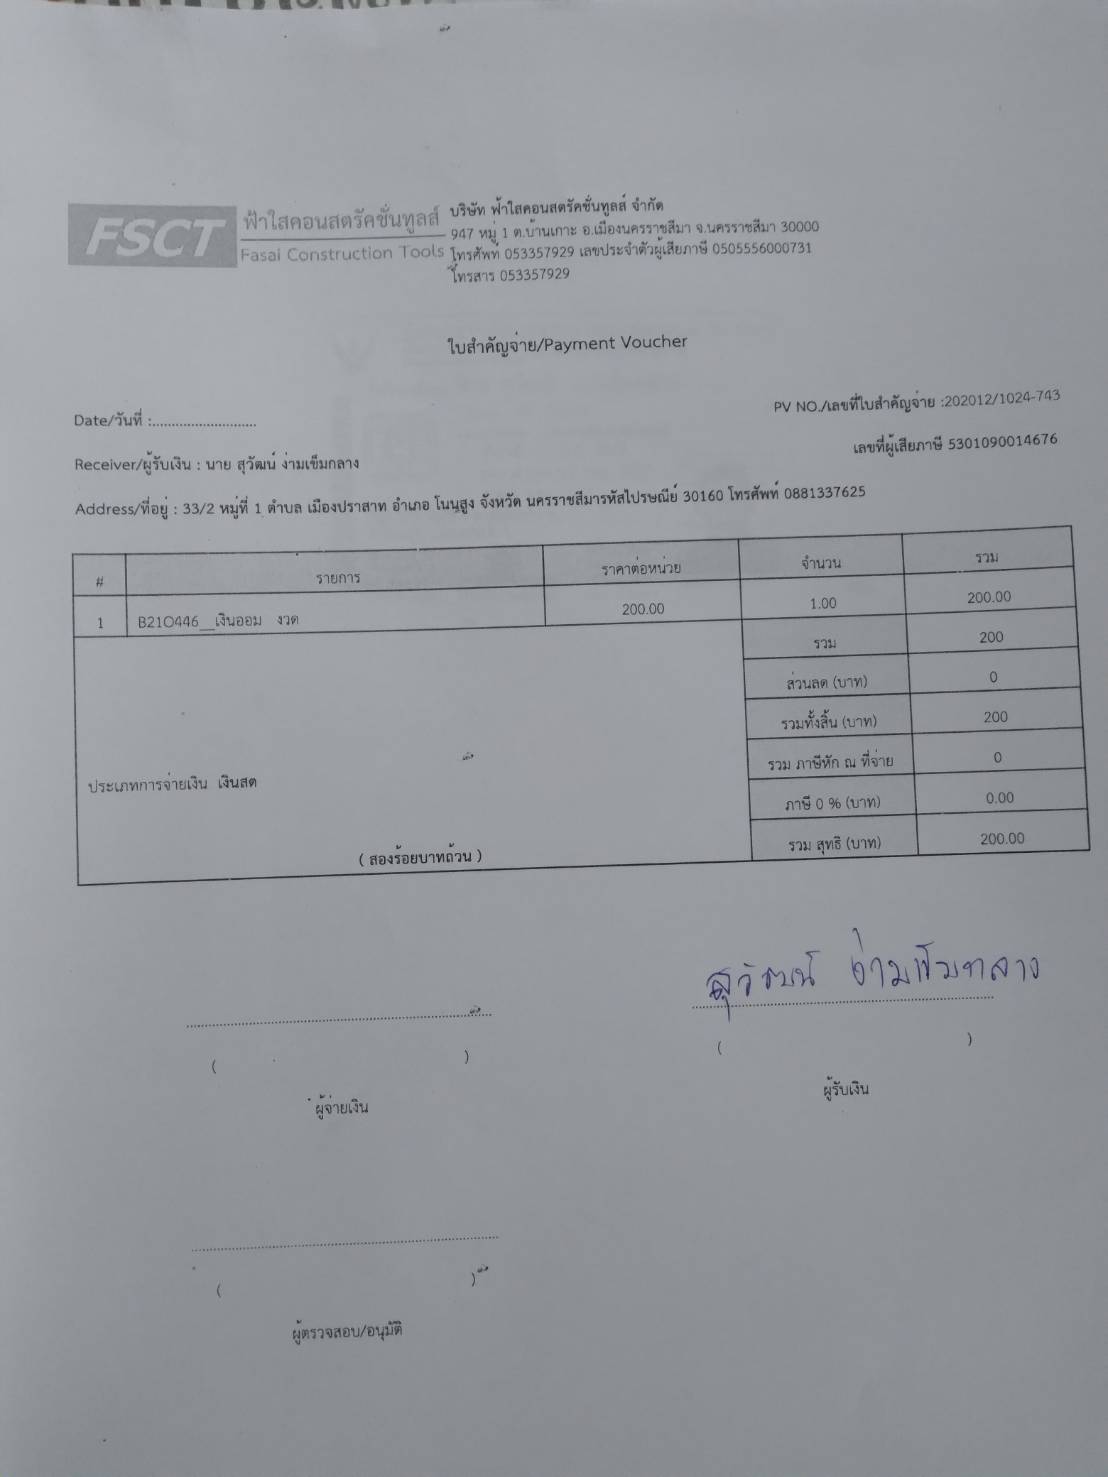 FSCT
ฟ้าใสคอนสตรัคชั่นทูลส์
Fasai Construction Tools
บริษัท ฟ้าใสคอนสตรัคชั่นทูลส์ จำกัด
947 หมู่ 1 ต.บ้านเกาะ อ.เมืองนครราชสีมา จ.นครราชสีมา 30000
โทรศัพท์ 053357929 เลขประจำตัวผู้เสียภาษี 0505556000731
โทรสาร 053357929
ใบสำคัญจ่าย/Payment Voucher
PV NO./เลขที่ใบสำคัญจ่าย :202012/1024-743
Date/วันที่ :............................
เลขที่ผู้เสียภาษี 5301090014676
Receiver/ผู้รับเงิน : นาย สุวัฒน์ ง่ามเข็มกลาง
Address/ที่อยู่ : 33/2 หมู่ที่ 1 ตำบล เมืองปราสาท อำเภอ โนนสูง จังหวัด นครราชสีมารหัสไปรษณีย์ 30160 โทรศัพท์ 0881337625
# รายการ ราคาต่อหน่วย จำนวน รวม
1 B21O446__เงินออม งวด 200.00 1.00 200.00
รวม 200
ส่วนลด (บาท) 0
รวมทั้งสิ้น (บาท) 200
รวม ภาษีหัก ณ ที่จ่าย 0
ประเภทการจ่ายเงิน เงินสด
ภาษี 0 % (บาท) 0.00
รวม สุทธิ (บาท) 200.00
( สองร้อยบาทถ้วน )
สุวัฒน์ ง่ามเข็มกลาง
( )
( )
ผู้จ่ายเงิน
ผู้รับเงิน
( )
ผู้ตรวจสอบ/อนุมัติ